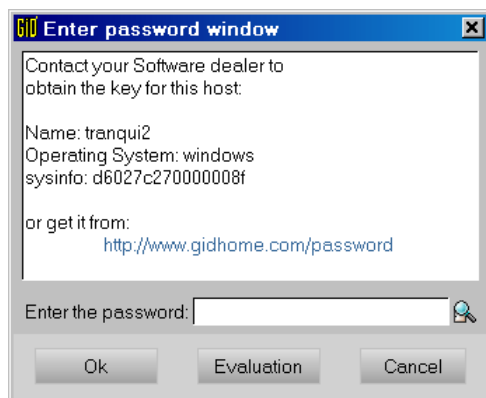 GiD Enter password window
Contact your Software dealer to
obtain the key for this host:
Name: tranqui2
Operating System: windows
sysinfo: d6027c270000008f
or get it from:
http://www.gidhome.com/password
Enter the password:
Ok Evaluation Cancel